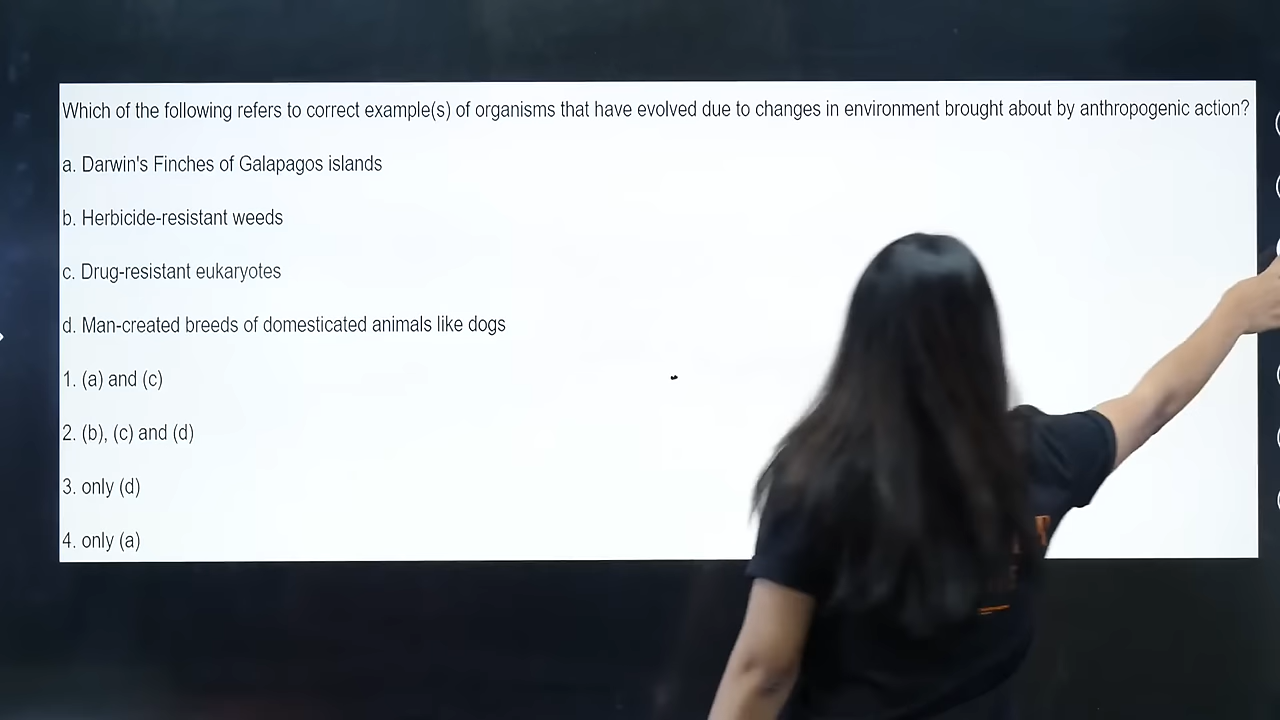 Which of the following refers to correct example(s) of organisms that have evolved due to changes in environment brought about by anthropogenic action?
a. Darwin's Finches of Galapagos islands
b. Herbicide-resistant weeds
c. Drug-resistant eukaryotes
d. Man-created breeds of domesticated animals like dogs
1. (a) and (c)
2. (b), (c) and (d)
3. only (d)
4. only (a)